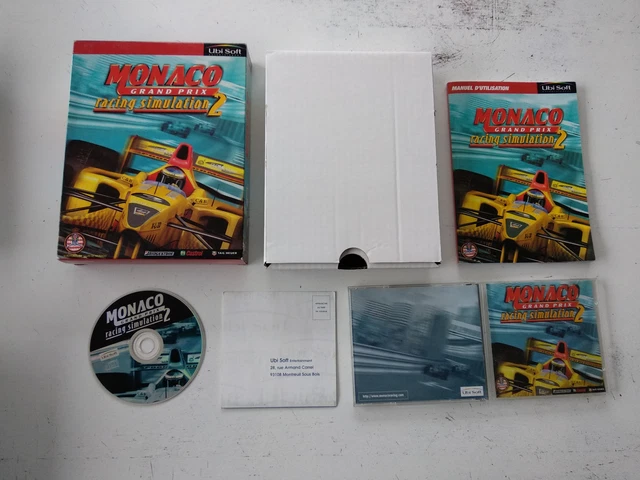 Ubi Soft
MONACO
GRAND PRIX
racing simulation 2
MANUEL D'UTILISATION
Ubi Soft
MONACO
GRAND PRIX
racing simulation 2
MONACO
GRAND PRIX
racing simulation 2
Ubi Soft Entertainment
28, rue Armand Carrel
93108 Montreuil Sous Bois
Ubi Soft
MONACO
GRAND PRIX
racing simulation 2